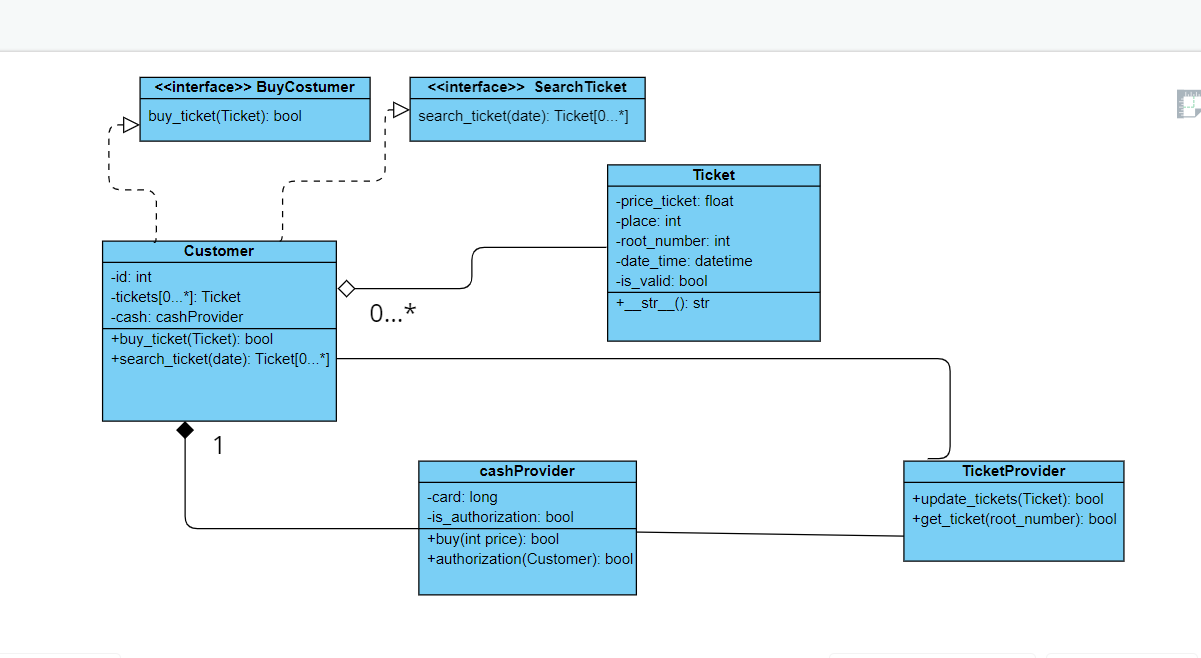 <<interface>> BuyCostumer
buy_ticket(Ticket): bool
<<interface>> SearchTicket
search_ticket(date): Ticket[0...*]
Ticket
-price_ticket: float
-place: int
-root_number: int
-date_time: datetime
-is_valid: bool
+__str__(): str
Customer
-id: int
-tickets[0...*]: Ticket
-cash: cashProvider
+buy_ticket(Ticket): bool
+search_ticket(date): Ticket[0...*]
0...*
1
cashProvider
-card: long
-is_authorization: bool
+buy(int price): bool
+authorization(Customer): bool
TicketProvider
+update_tickets(Ticket): bool
+get_ticket(root_number): bool